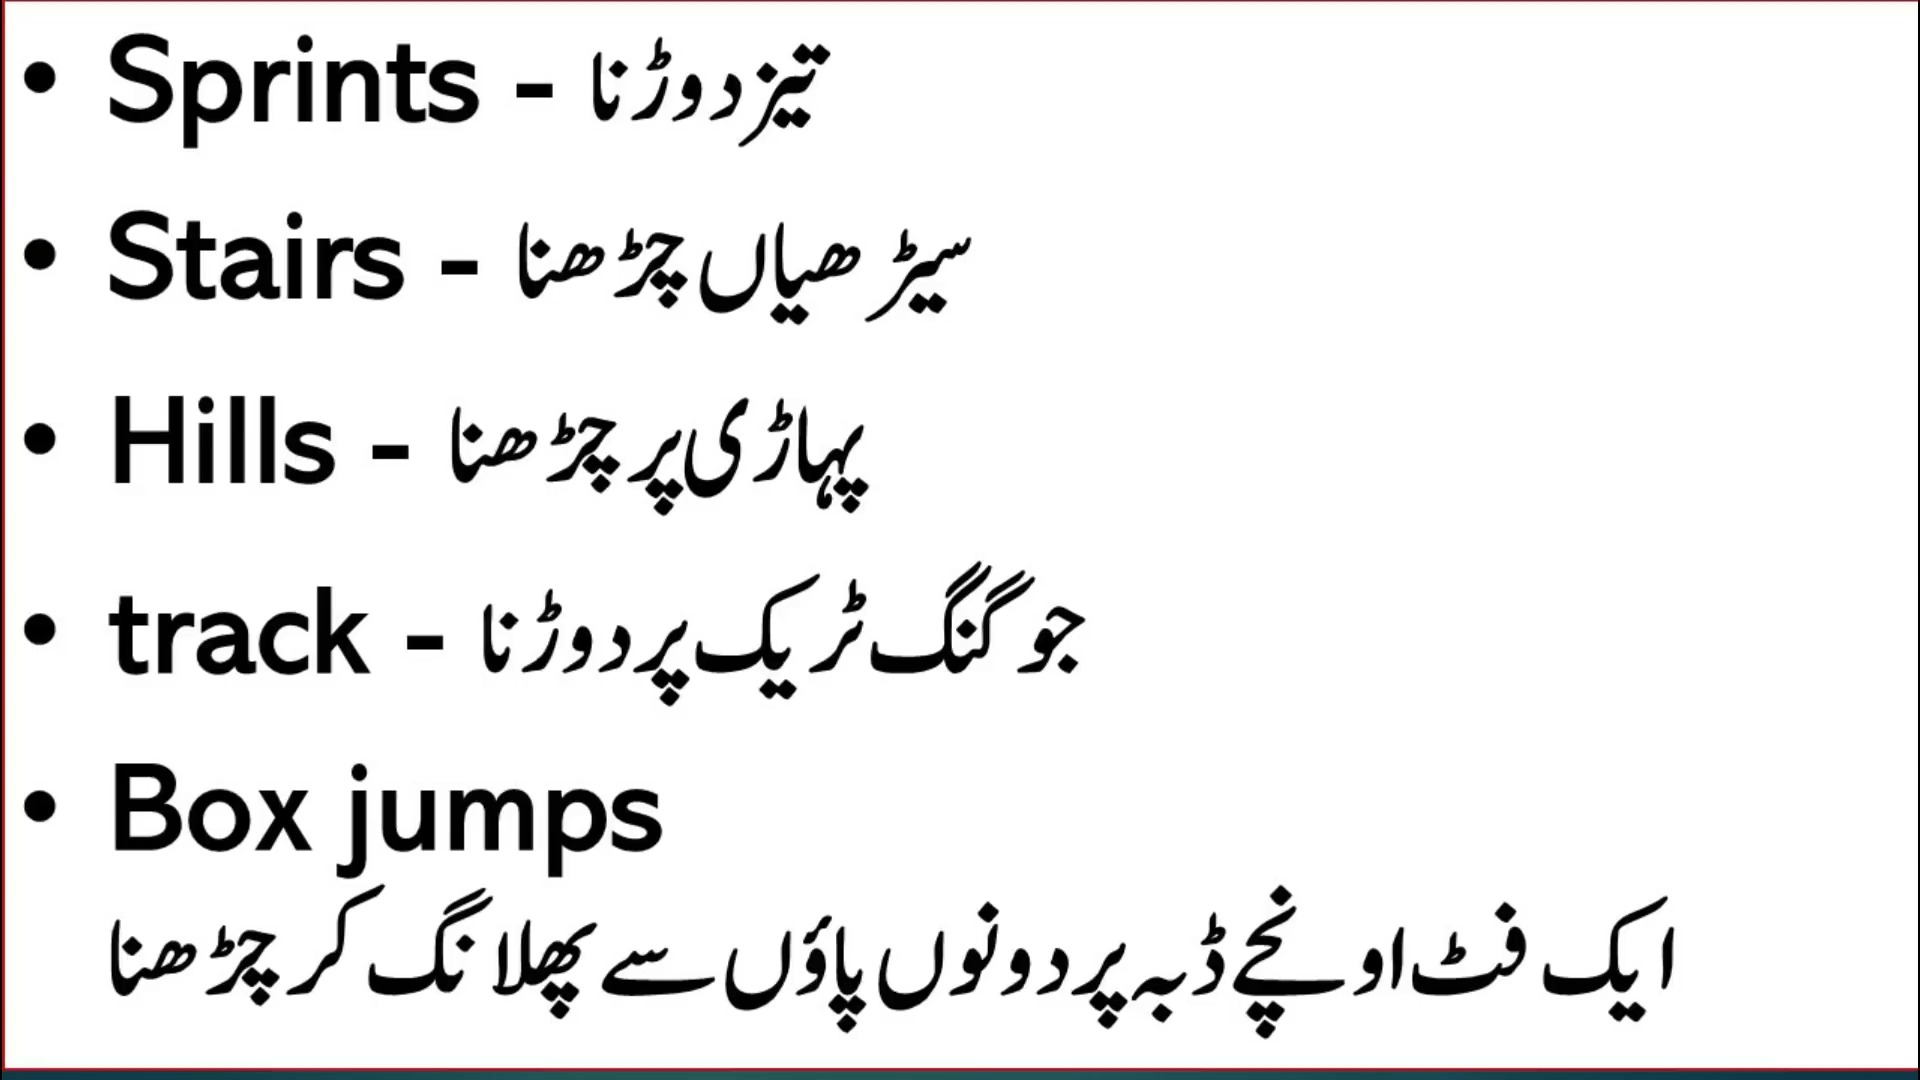 • Sprints - تیز دوڑنا
• Stairs - سیڑھیاں چڑھنا
• Hills - پہاڑی پر چڑھنا
• track - جوگنگ ٹریک پر دوڑنا
• Box jumps
ایک فٹ اونچے ڈبہ پر دونوں پاؤں سے پھلانگ کر چڑھنا